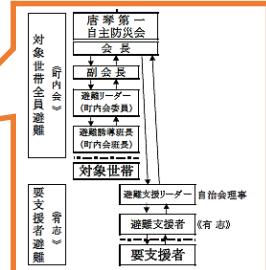 唐琴第一
自主防災会
会長
副会長
避難リーダー
(町内会委員)
避難誘導班長
(町内会班長)
対象世帯
対象世帯全員避難
《町内会》
避難支援リーダー 自治会理事
避難支援者 《有志》
要支援者
要支援者避難
《有志》